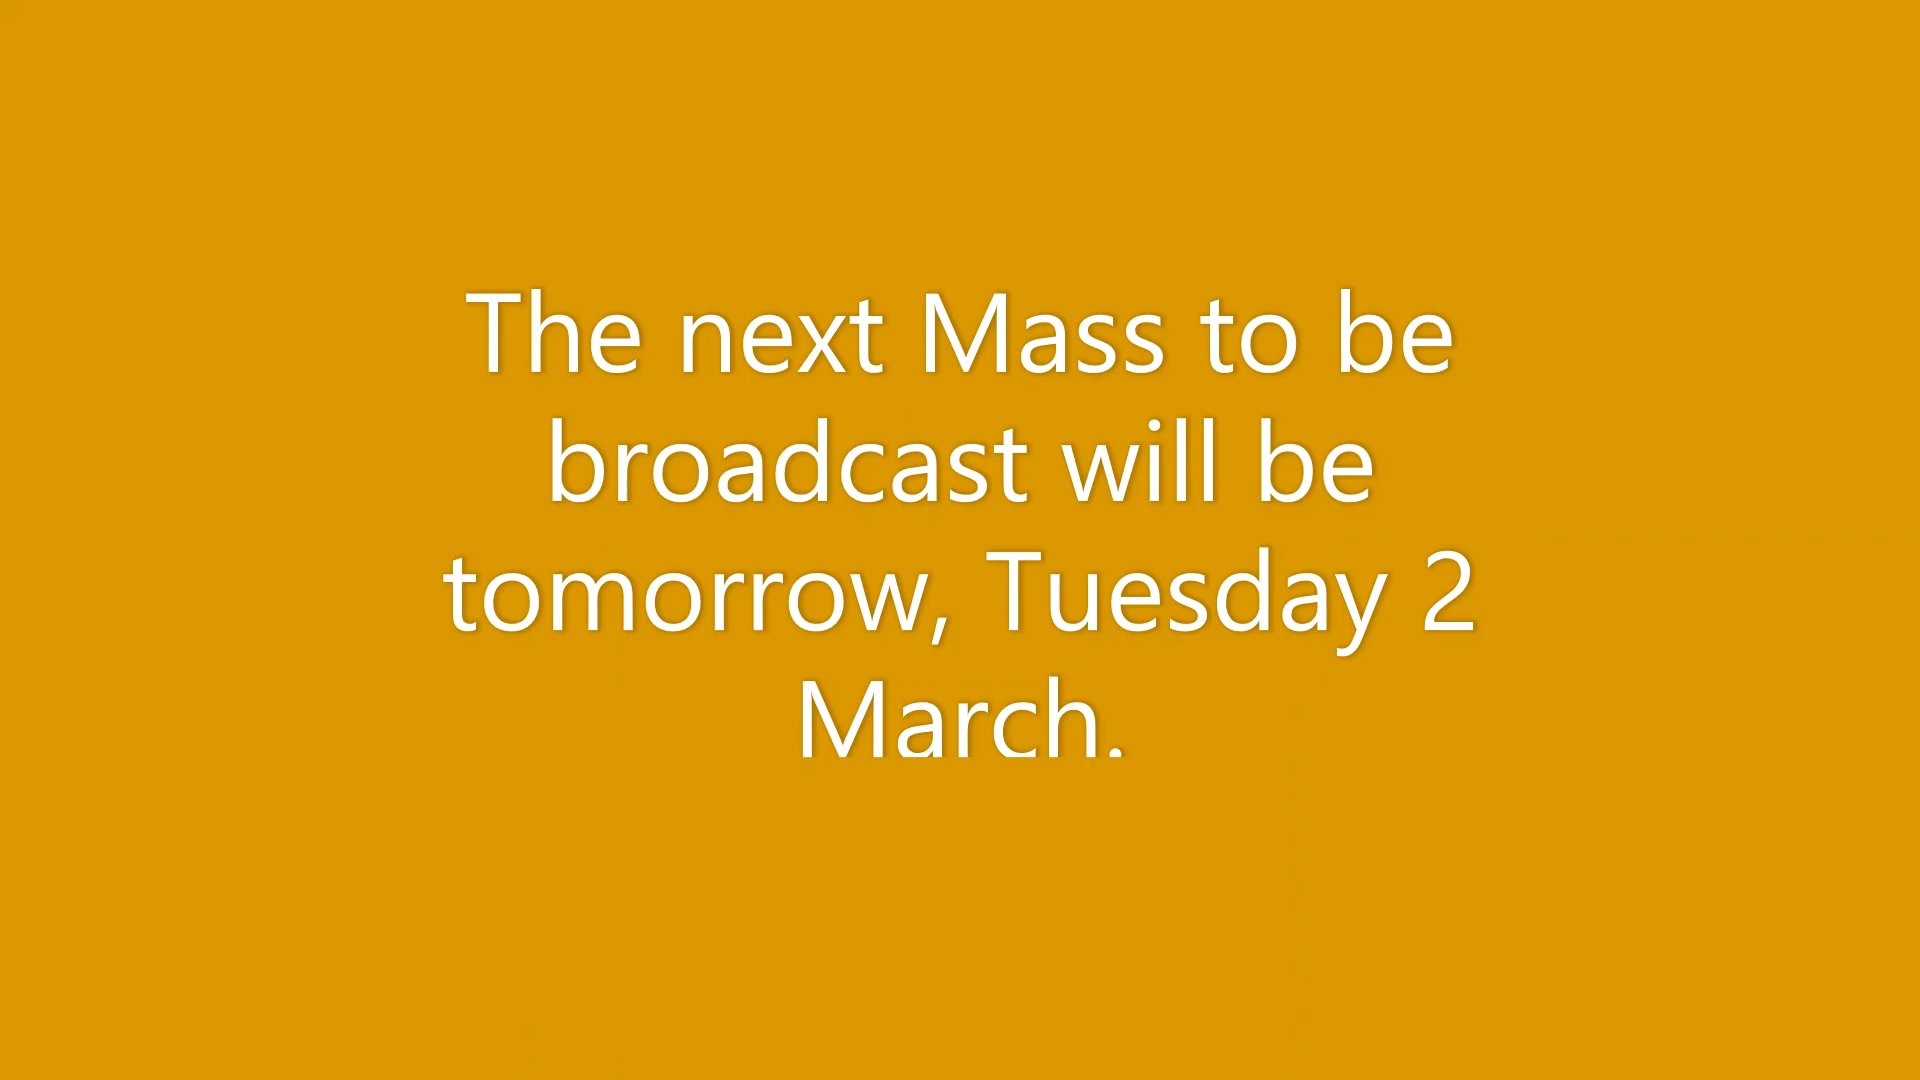 The next Mass to be
broadcast will be
tomorrow, Tuesday 2
March.